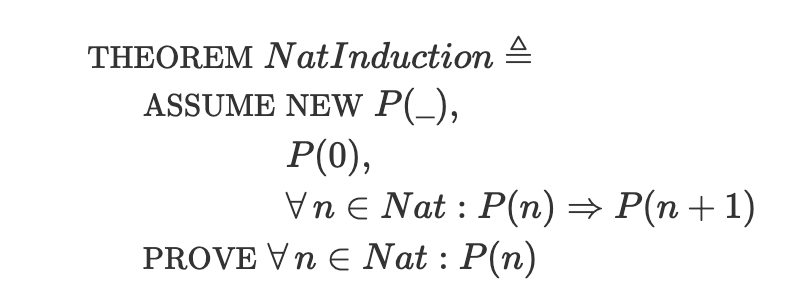 THEOREM NatInduction ≜
ASSUME NEW P(_),
P(0),
∀ n ∈ Nat : P(n) ⇒ P(n + 1)
PROVE ∀ n ∈ Nat : P(n)